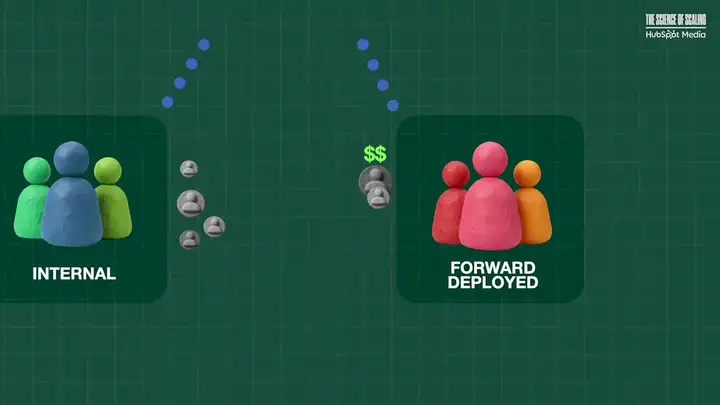 THE SCIENCE OF SCALING
HubSpot Media
$$
INTERNAL
FORWARD
DEPLOYED